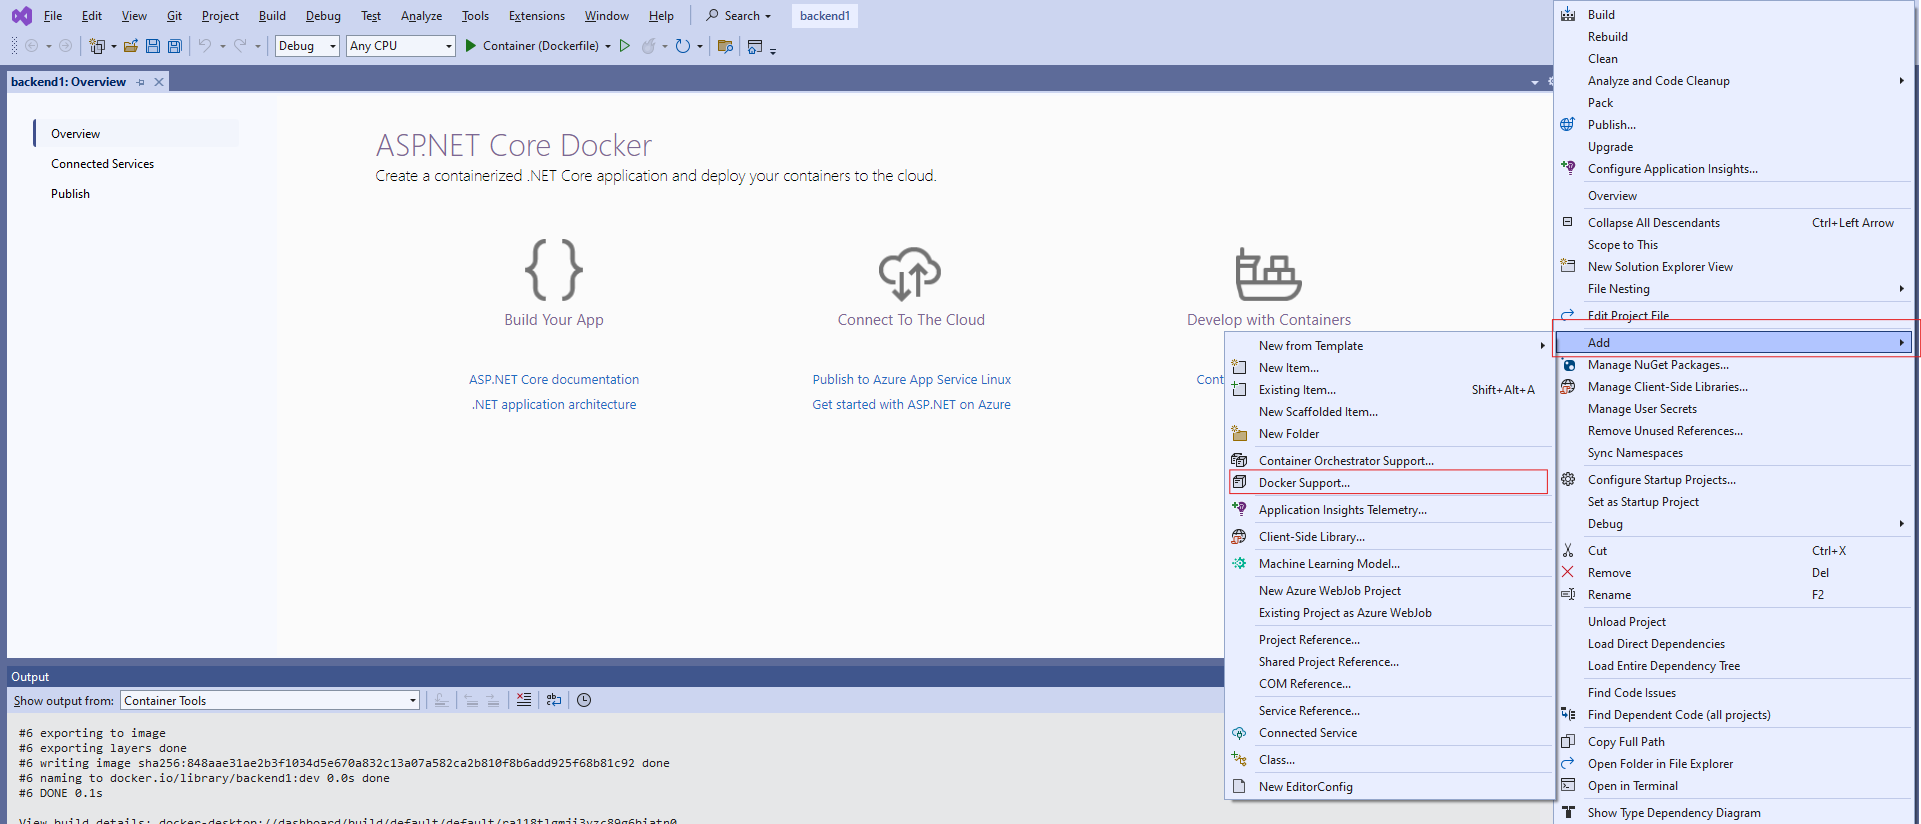 File Edit View Git Project Build Debug Test Analyze Tools Extensions Window Help Search backend1
Debug Any CPU Container (Dockerfile)
backend1: Overview
Overview
Connected Services
Publish
ASP.NET Core Docker
Create a containerized .NET Core application and deploy your containers to the cloud.
Build Your App
ASP.NET Core documentation
.NET application architecture
Connect To The Cloud
Publish to Azure App Service Linux
Get started with ASP.NET on Azure
Develop with Containers
New from Template
New Item...
Existing Item... Shift+Alt+A
New Scaffolded Item...
New Folder
Container Orchestrator Support...
Docker Support...
Application Insights Telemetry...
Client-Side Library...
Machine Learning Model...
New Azure WebJob Project
Existing Project as Azure WebJob
Project Reference...
Shared Project Reference...
COM Reference...
Service Reference...
Connected Service
Class...
New EditorConfig
Build
Rebuild
Clean
Analyze and Code Cleanup
Pack
Publish...
Upgrade
Configure Application Insights...
Overview
Collapse All Descendants Ctrl+Left Arrow
Scope to This
New Solution Explorer View
File Nesting
Edit Project File
Add
Manage NuGet Packages...
Manage Client-Side Libraries...
Manage User Secrets
Remove Unused References...
Sync Namespaces
Configure Startup Projects...
Set as Startup Project
Debug
Cut Ctrl+X
Remove Del
Rename F2
Unload Project
Load Direct Dependencies
Load Entire Dependency Tree
Find Code Issues
Find Dependent Code (all projects)
Copy Full Path
Open Folder in File Explorer
Open in Terminal
Show Type Dependency Diagram
Output
Show output from: Container Tools
#6 exporting to image
#6 exporting layers done
#6 writing image sha256:848aae31ae2b3f1034d5e670a832c13a07a582ca2b810f8b6add925f68b81c92 done
#6 naming to docker.io/library/backend1:dev 0.0s done
#6 DONE 0.1s
View build details: